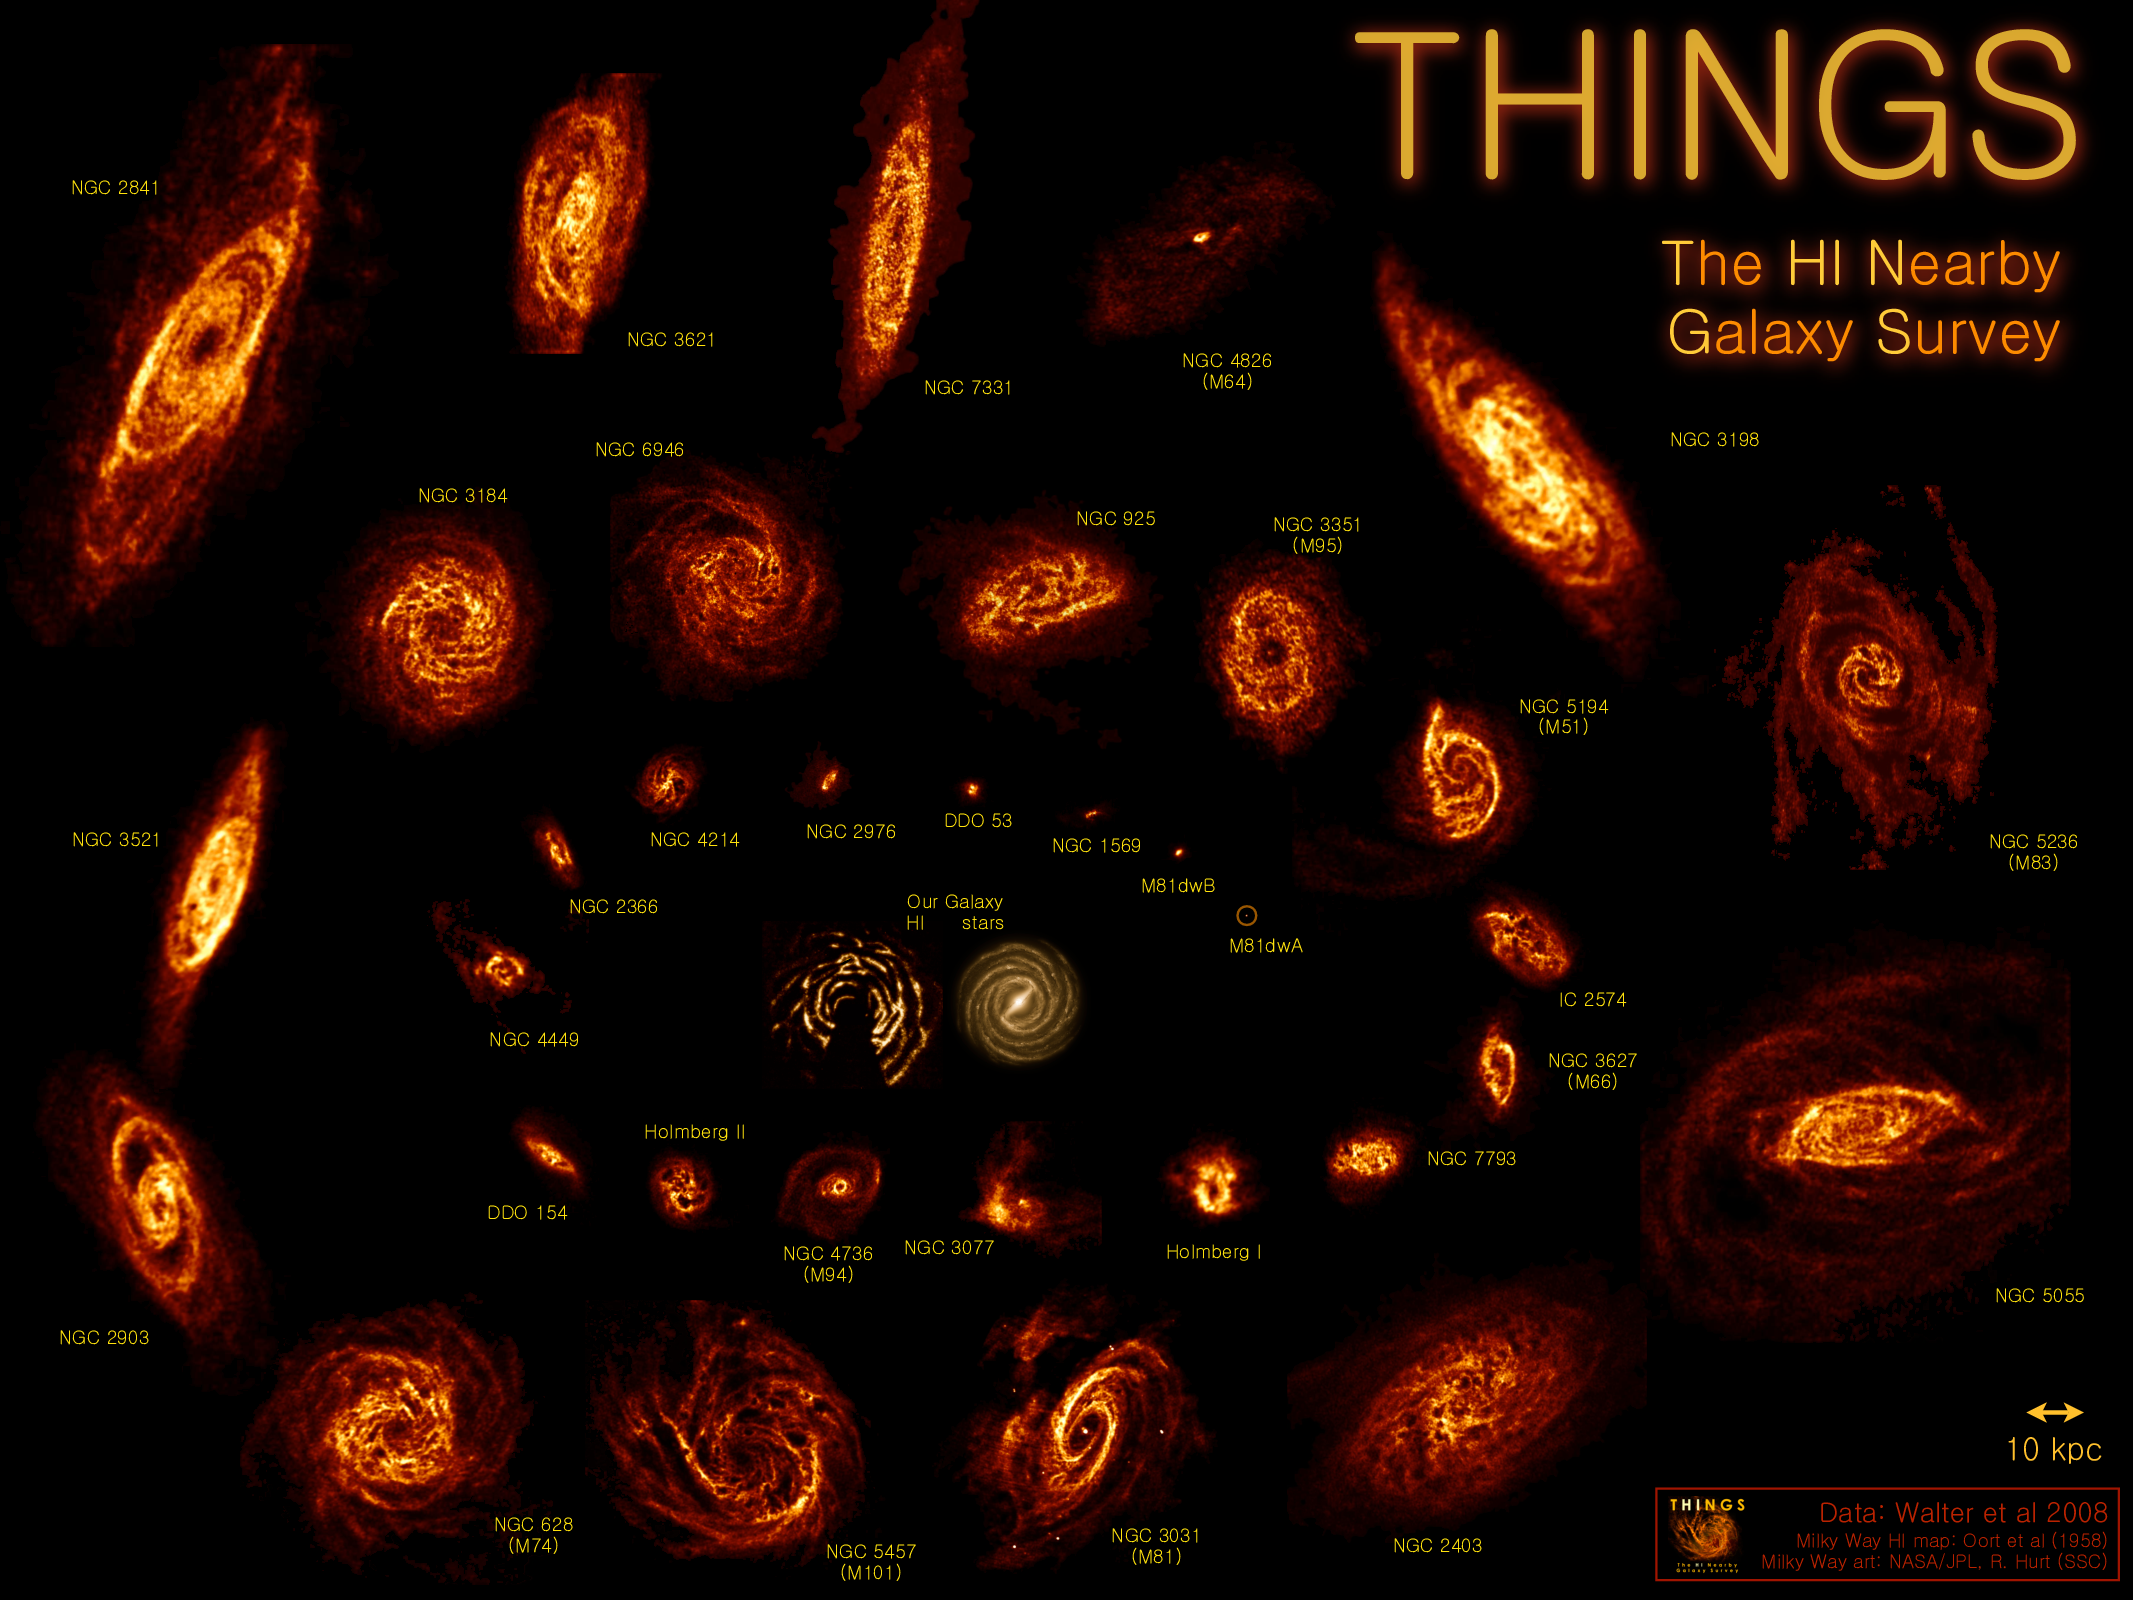 THINGS
The HI Nearby
Galaxy Survey
NGC 2841
NGC 3621
NGC 7331
NGC 4826
(M64)
NGC 3198
NGC 6946
NGC 3184
NGC 925
NGC 3351
(M95)
NGC 5194
(M51)
NGC 5236
(M83)
NGC 3521
NGC 4214
NGC 2976
DDO 53
NGC 1569
M81dwB
NGC 2366
Our Galaxy
HI stars
M81dwA
IC 2574
NGC 4449
NGC 3627
(M66)
Holmberg II
NGC 7793
DDO 154
NGC 4736
(M94)
NGC 3077
Holmberg I
NGC 5055
NGC 2903
NGC 628
(M74)
NGC 5457
(M101)
NGC 3031
(M81)
NGC 2403
10 kpc
THINGS
The HI Nearby
Galaxy Survey
Data: Walter et al 2008
Milky Way HI map: Oort et al (1958)
Milky Way art: NASA/JPL, R. Hurt (SSC)